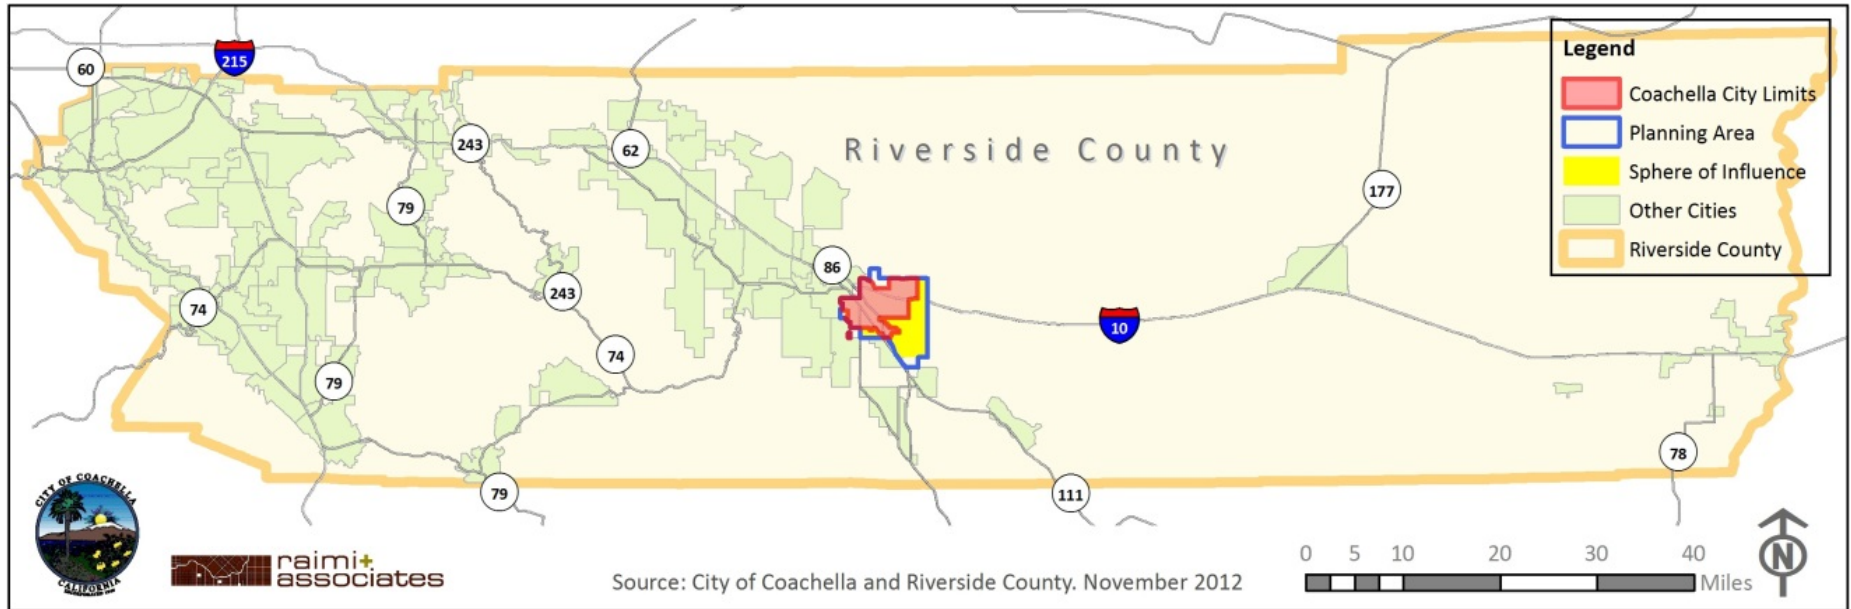 60
215
243
62
79
86
177
243
74
74
79
10
79
111
78
Riverside County
Legend
Coachella City Limits
Planning Area
Sphere of Influence
Other Cities
Riverside County
CITY OF COACHELLA
CALIFORNIA
raimi+
associates
Source: City of Coachella and Riverside County. November 2012
0 5 10 20 30 40
Miles
N